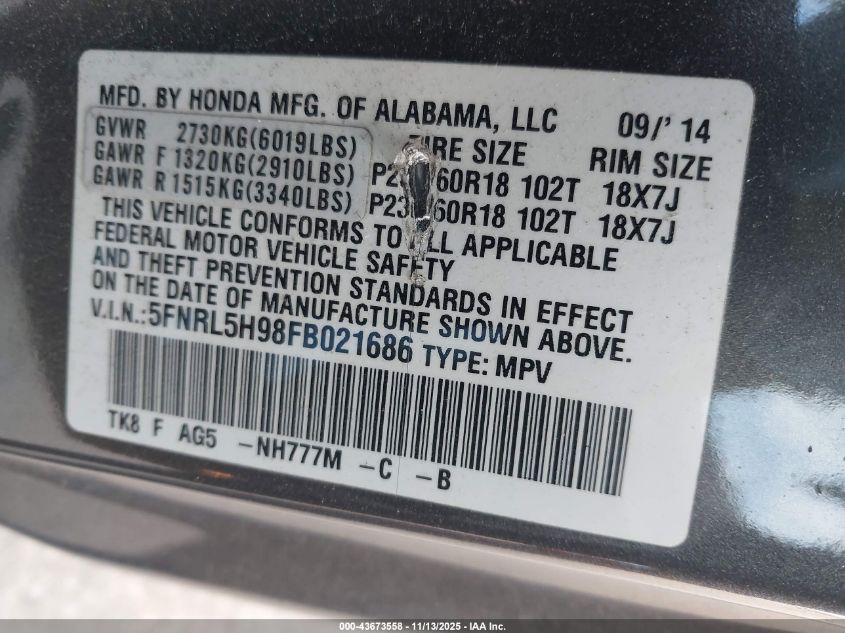 MFD. BY HONDA MFG. OF ALABAMA, LLC 09/' 14
GVWR 2730KG(6019LBS) SIZE RIM SIZE
GAWR F 1320KG(2910LBS) 60R18 102T 18X7J
GAWR R 1515KG(3340LBS) 60R18 102T 18X7J
THIS VEHICLE CONFORMS TO ALL APPLICABLE
FEDERAL MOTOR VEHICLE SAFETY
AND THEFT PREVENTION STANDARDS IN EFFECT
ON THE DATE OF MANUFACTURE SHOWN ABOVE.
V.I.N.:5FNRL5H98FB021686 TYPE: MPV
TK8 F AG5 -NH777M -C -B
000-43673558 - 11/13/2025 - IAA Inc.